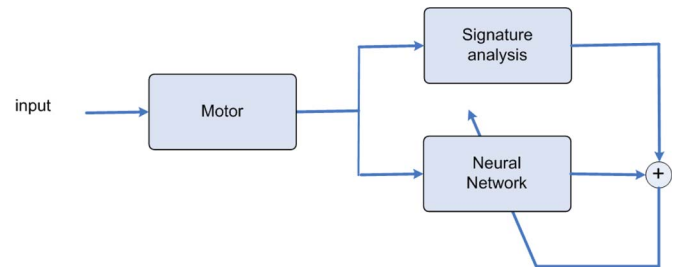 input
Motor
Signature
analysis
Neural
Network
+